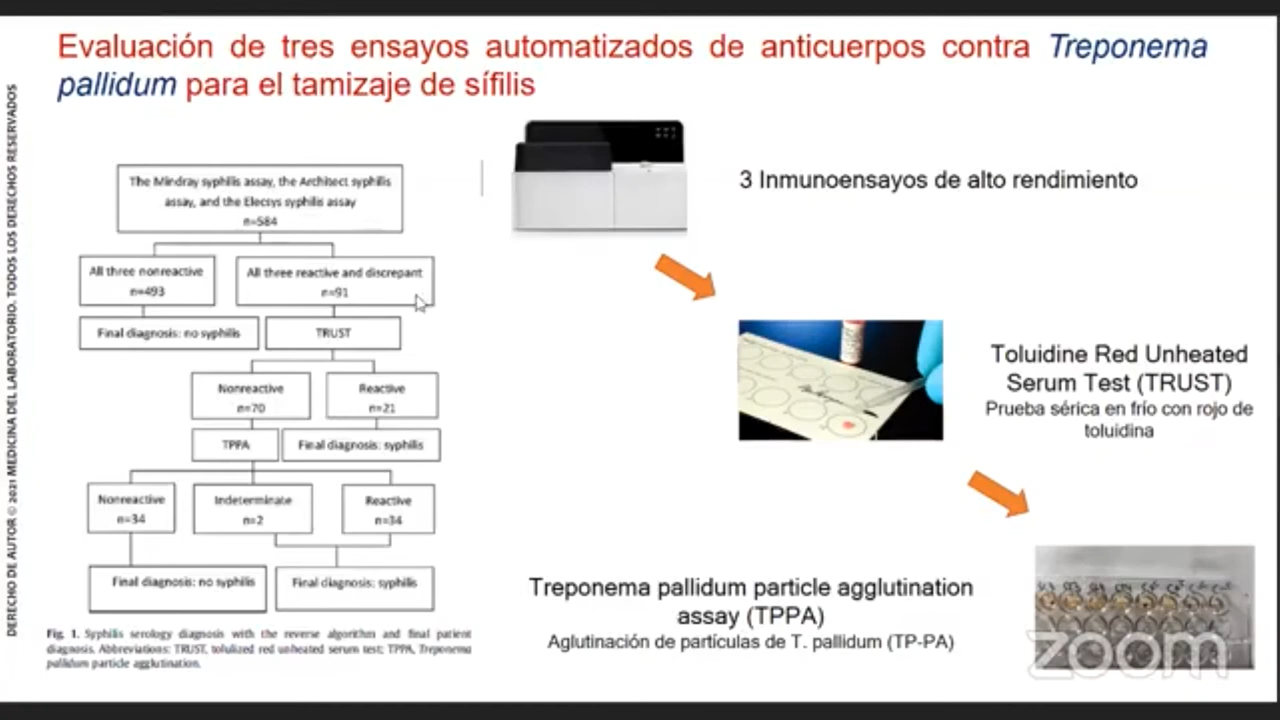 Evaluación de tres ensayos automatizados de anticuerpos contra Treponema
pallidum para el tamizaje de sífilis
DERECHO DE AUTOR © 2021 MEDICINA DEL LABORATORIO. TODOS LOS DERECHOS RESERVADOS
The Mindray syphilis assay, the Architect syphilis
assay, and the Elecsys syphilis assay
n=584
All three nonreactive
n=493
All three reactive and discrepant
n=91
Final diagnosis: no syphilis
TRUST
Nonreactive
n=70
Reactive
n=21
TPPA
Final diagnosis: syphilis
Nonreactive
n=34
Indeterminate
n=2
Reactive
n=34
Final diagnosis: no syphilis
Final diagnosis: syphilis
Fig. 1. Syphilis serology diagnosis with the reverse algorithm and final patient
diagnosis. Abbreviations: TRUST, tolulized red unheated serum test; TPPA, Treponema
pallidum particle agglutination.
3 Inmunoensayos de alto rendimiento
Toluidine Red Unheated
Serum Test (TRUST)
Prueba sérica en frío con rojo de
toluidina
Treponema pallidum particle agglutination
assay (TPPA)
Aglutinación de partículas de T. pallidum (TP-PA)
zoom